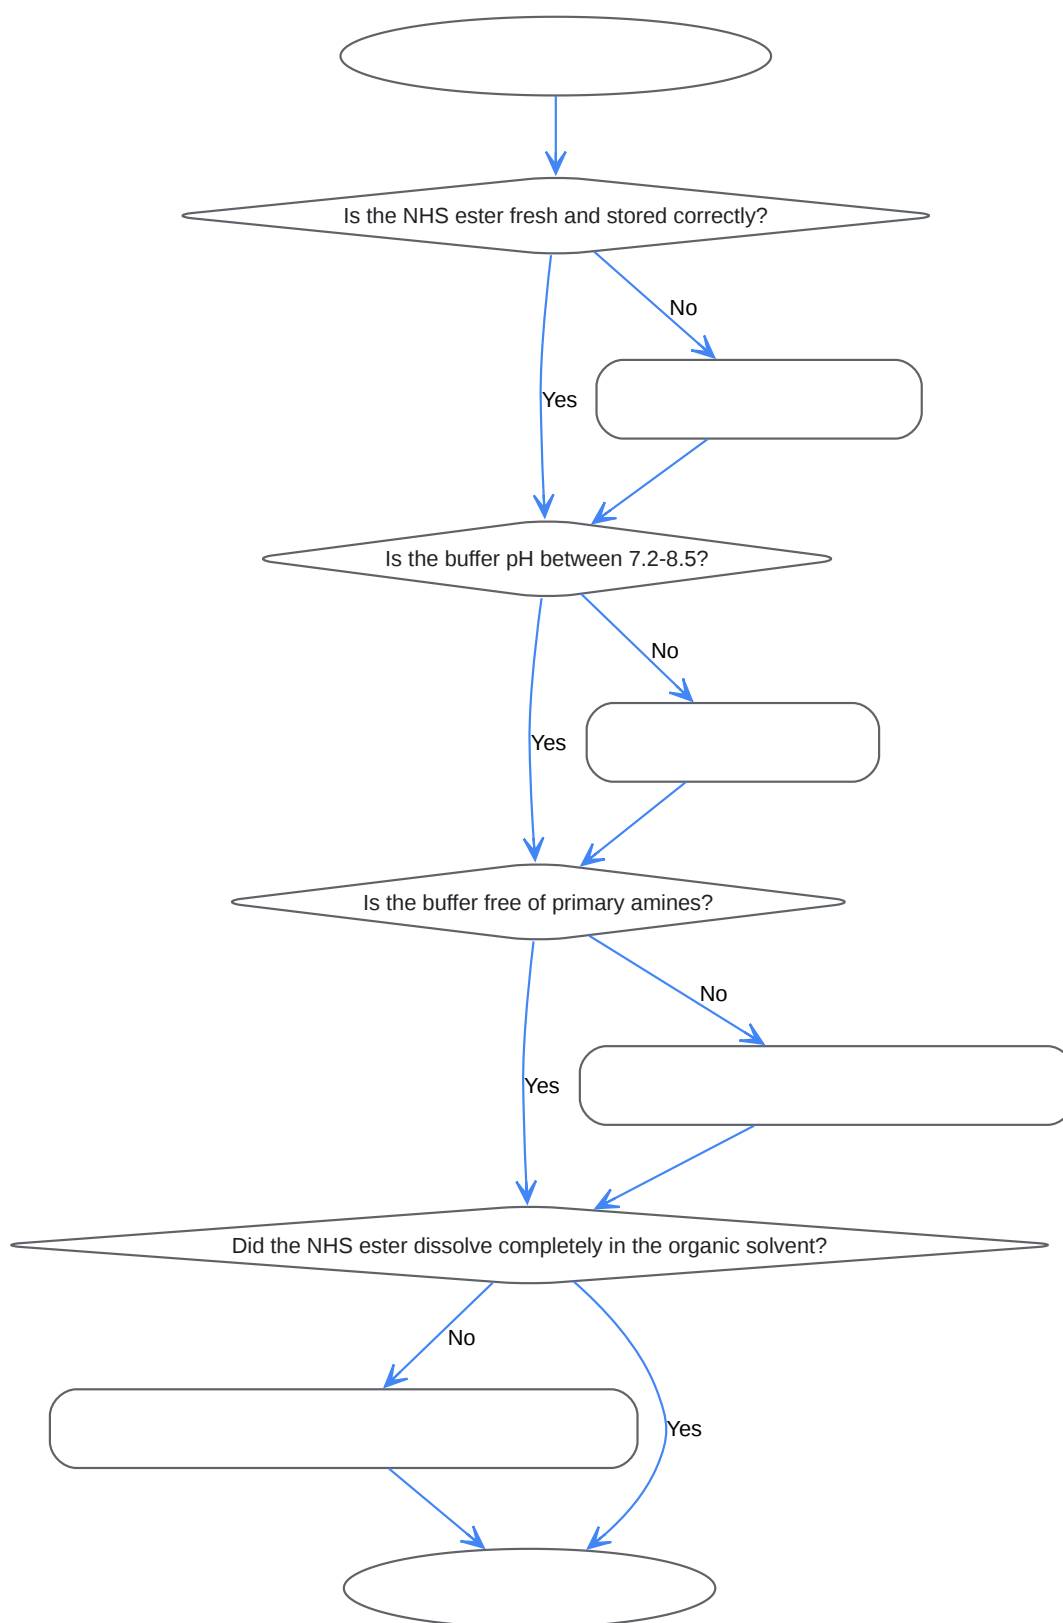 Is the NHS ester fresh and stored correctly?
No
Yes
Is the buffer pH between 7.2-8.5?
No
Yes
Is the buffer free of primary amines?
No
Yes
Did the NHS ester dissolve completely in the organic solvent?
No
Yes